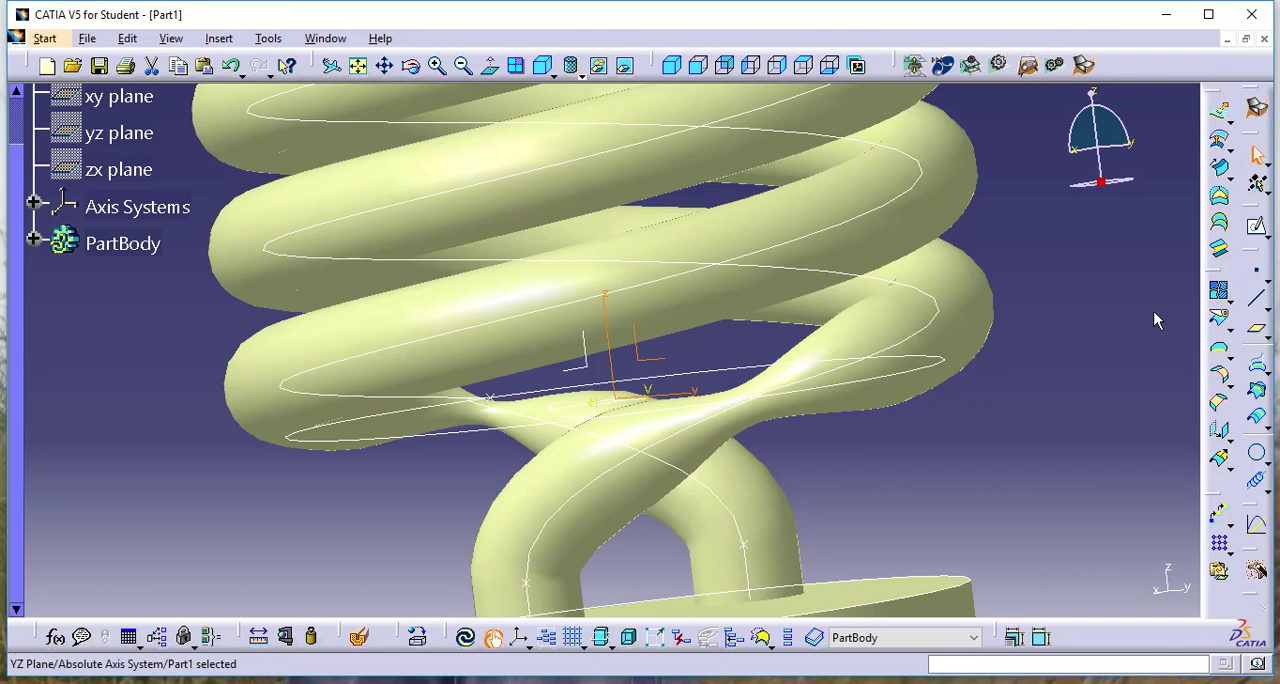 CATIA V5 for Student - [Part1]
Start File Edit View Insert Tools Window Help
xy plane
yz plane
zx plane
Axis Systems
PartBody
z
x y
z
y y
z
x y
f(x)
PartBody
CATIA
YZ Plane/Absolute Axis System/Part1 selected